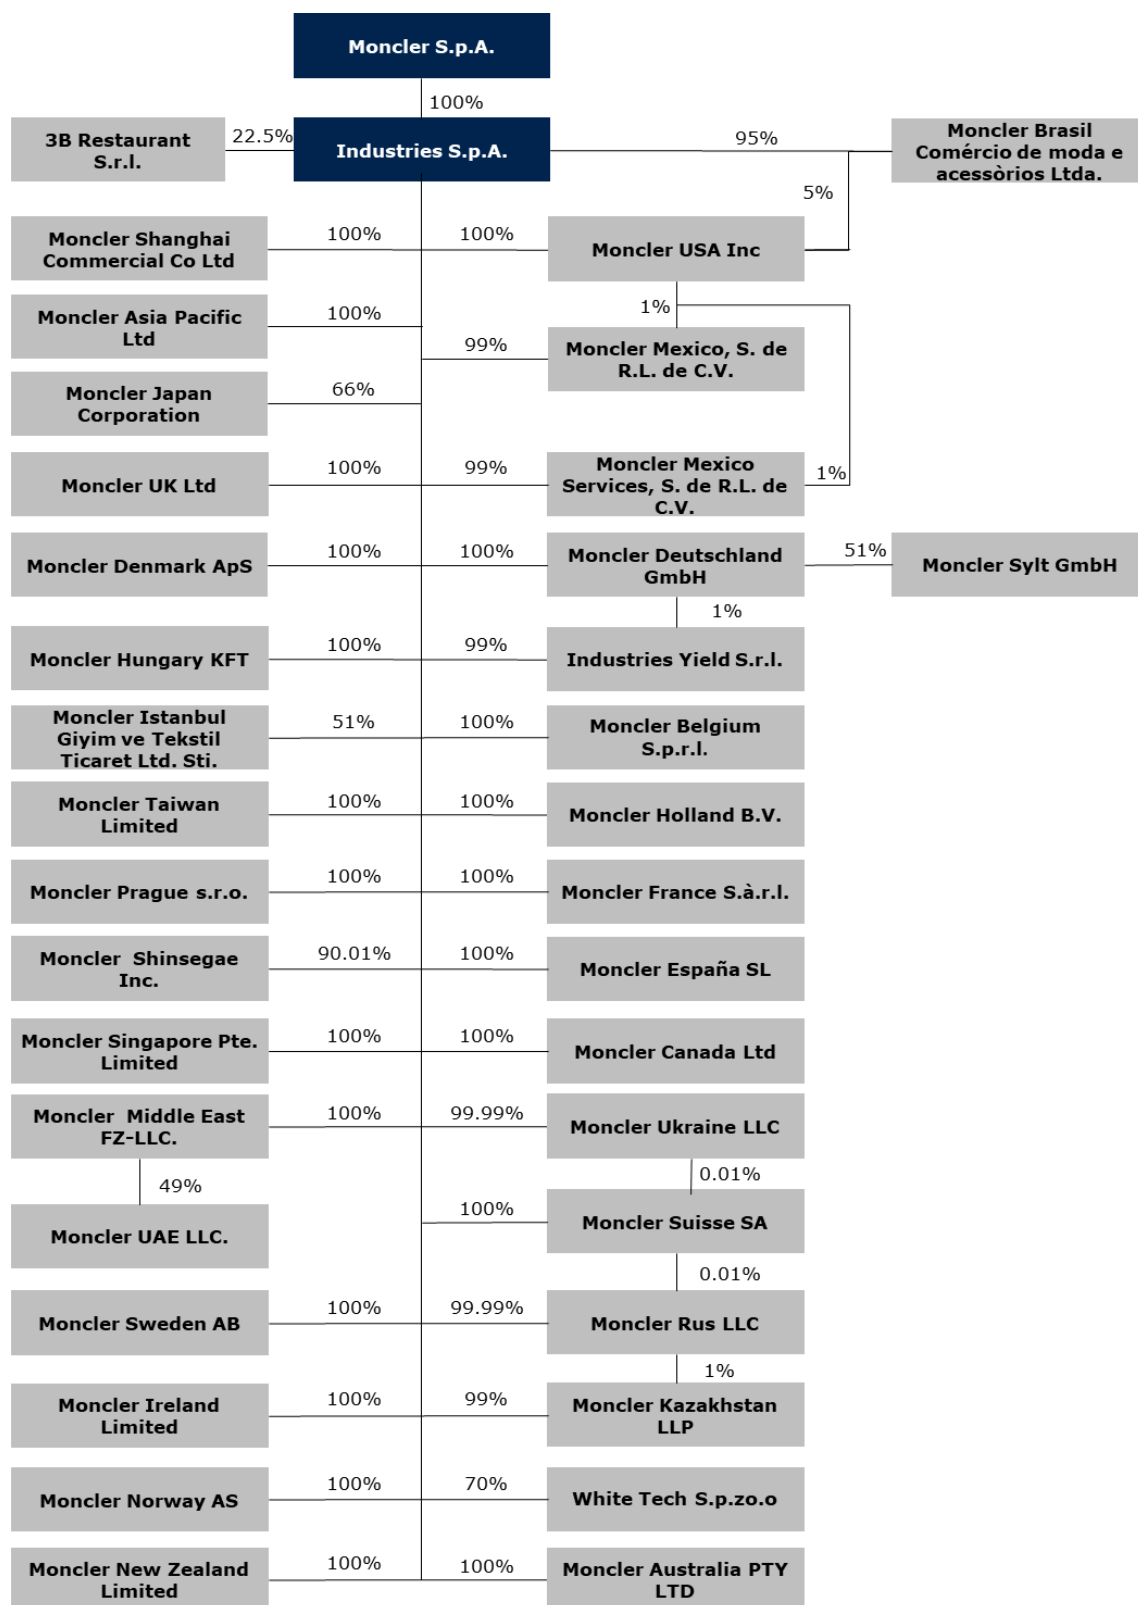 Moncler S.p.A.
100%
3B Restaurant
S.r.l.
22.5%
Industries S.p.A.
95%
Moncler Brasil
Comércio de moda e
acessòrios Ltda.
5%
Moncler Shanghai
Commercial Co Ltd
100%
100%
Moncler USA Inc
Moncler Asia Pacific
Ltd
100%
1%
99%
Moncler Mexico, S. de
R.L. de C.V.
Moncler Japan
Corporation
66%
Moncler UK Ltd
100%
99%
Moncler Mexico
Services, S. de R.L. de
C.V.
1%
Moncler Denmark ApS
100%
100%
Moncler Deutschland
GmbH
51%
Moncler Sylt GmbH
1%
Moncler Hungary KFT
100%
99%
Industries Yield S.r.l.
Moncler Istanbul
Giyim ve Tekstil
Ticaret Ltd. Sti.
51%
100%
Moncler Belgium
S.p.r.l.
Moncler Taiwan
Limited
100%
100%
Moncler Holland B.V.
Moncler Prague s.r.o.
100%
100%
Moncler France S.à.r.l.
Moncler  Shinsegae
Inc.
90.01%
100%
Moncler España SL
Moncler Singapore Pte.
Limited
100%
100%
Moncler Canada Ltd
Moncler  Middle East
FZ-LLC.
100%
99.99%
Moncler Ukraine LLC
49%
0.01%
Moncler UAE LLC.
100%
Moncler Suisse SA
0.01%
Moncler Sweden AB
100%
99.99%
Moncler Rus LLC
1%
Moncler Ireland
Limited
100%
99%
Moncler Kazakhstan
LLP
Moncler Norway AS
100%
70%
White Tech S.p.zo.o
Moncler New Zealand
Limited
100%
100%
Moncler Australia PTY
LTD